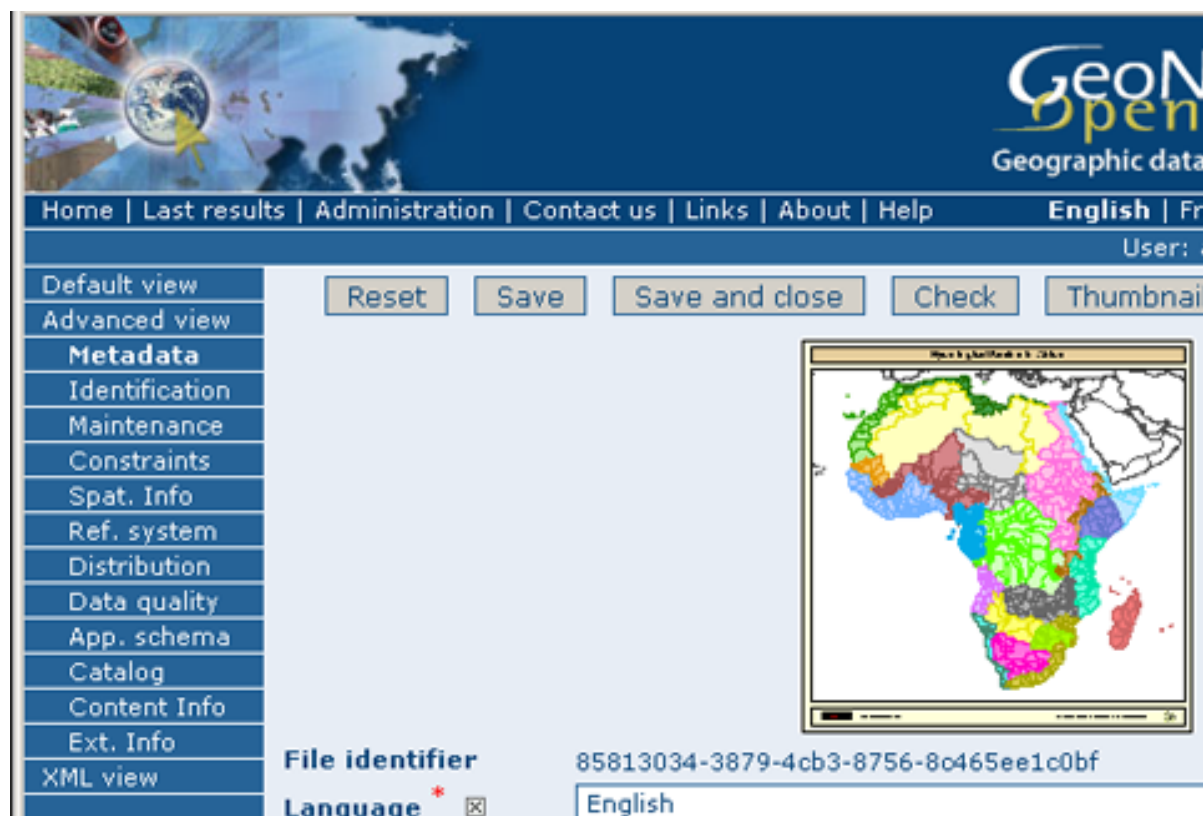 GeoN
Open
Geographic data
Home | Last results | Administration | Contact us | Links | About | Help English | Fr
User:
Default view
Reset Save Save and close Check Thumbnai
Advanced view
Metadata
Identification
Maintenance
Constraints
Spat. Info
Ref. system
Distribution
Data quality
App. schema
Catalog
Content Info
Ext. Info
XML view
File identifier 85813034-3879-4cb3-8756-8c465ee1c0bf
Language * English